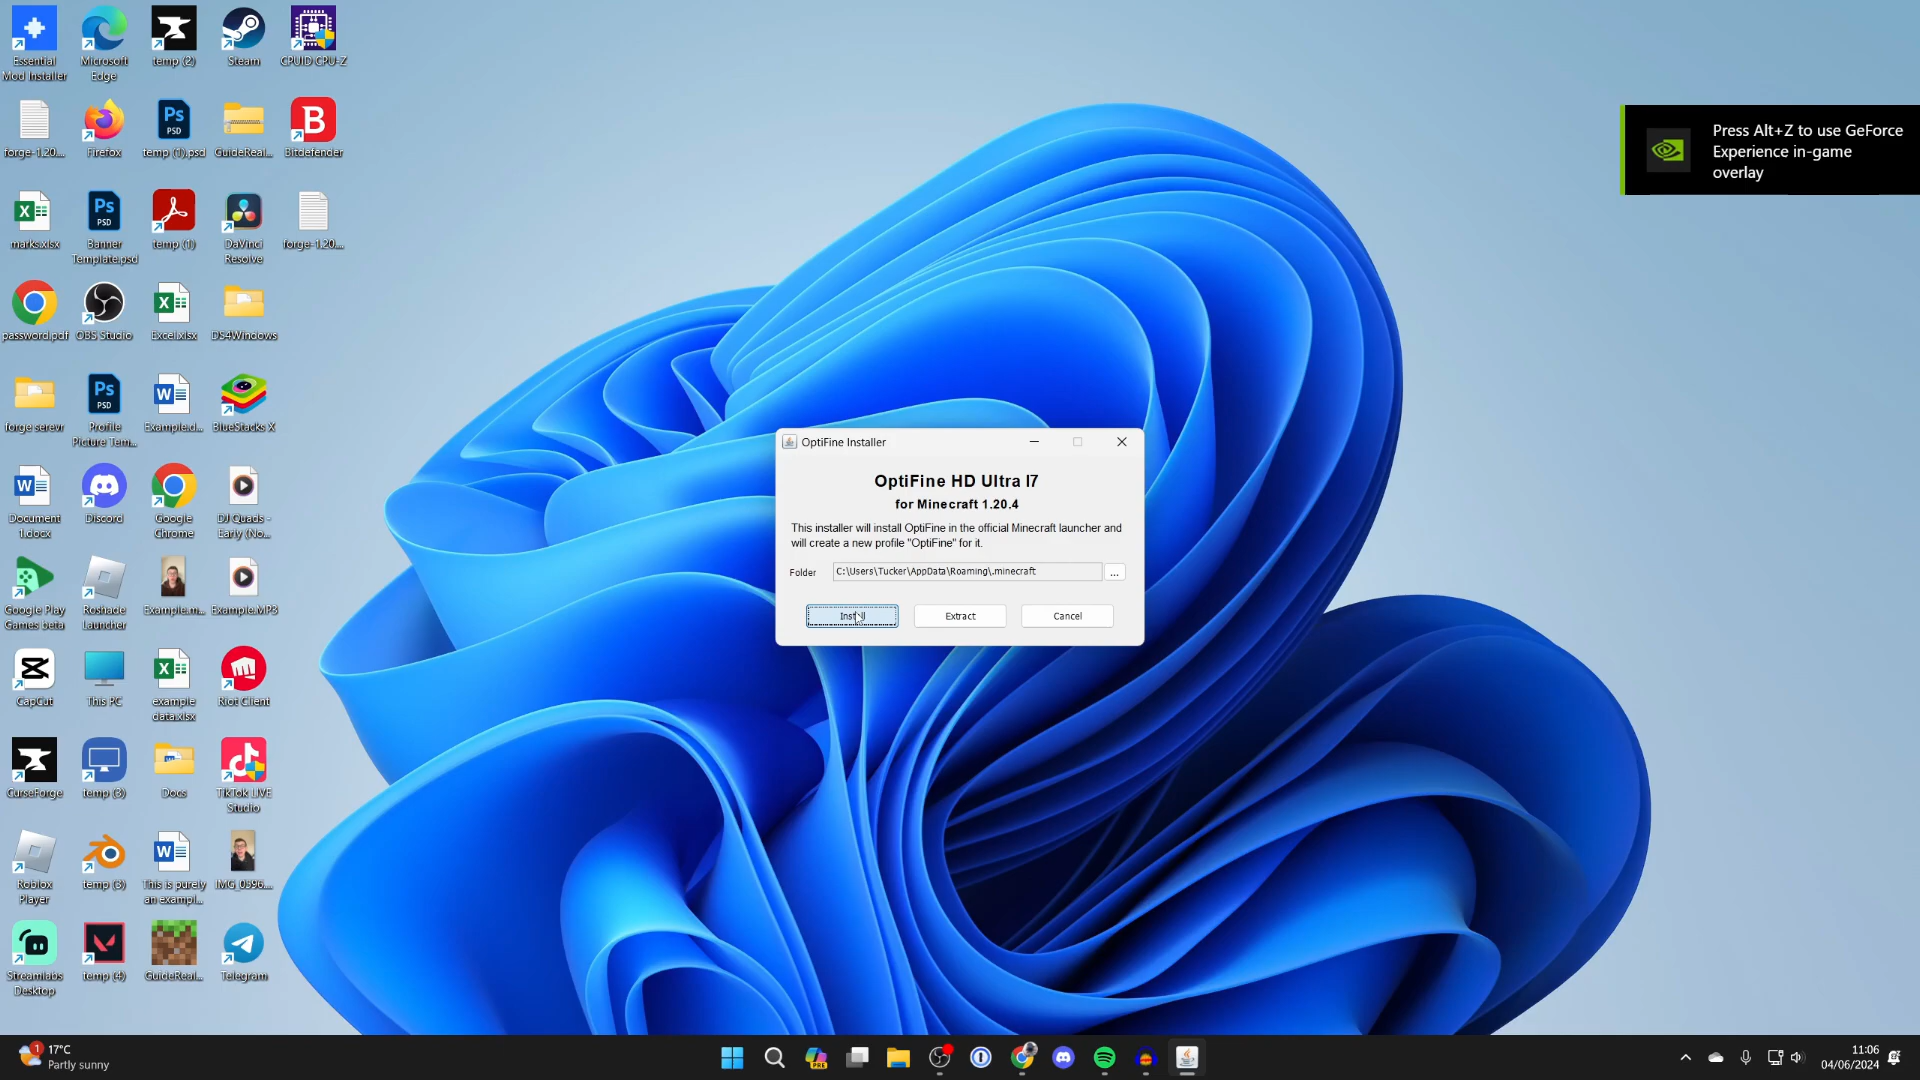 Essential
Mod Installer
Microsoft
Edge
temp (2)
Steam
CPUID CPU-Z
forge-1.20...
Firefox
temp (1).psd
GuideReal...
Bitdefender
marks.xlsx
Banner
Template.psd
temp (1)
DaVinci
Resolve
forge-1.20...
password.pdf
OBS Studio
Excel.xlsx
DS4Windows
forge serevr
Profile
Picture Tem...
Example.d...
BlueStacks X
Document
1.docx
Discord
Google
Chrome
DJ Quads -
Early (No...
Google Play
Games beta
Roshade
Launcher
Example.m...
Example.MP3
CapCut
This PC
example
data.xlsx
Riot Client
CurseForge
temp (3)
Docs
TikTok LIVE
Studio
Roblox
Player
temp (3)
This is purely
an exampl...
IMG_0596....
Streamlabs
Desktop
temp (4)
GuideReal...
Telegram
Press Alt+Z to use GeForce
Experience in-game
overlay
OptiFine Installer
OptiFine HD Ultra I7
for Minecraft 1.20.4
This installer will install OptiFine in the official Minecraft launcher and
will create a new profile "OptiFine" for it.
Folder
C:\Users\Tucker\AppData\Roaming\.minecraft
...
Install
Extract
Cancel
1
17°C
Partly sunny
PRE
11:06
04/06/2024